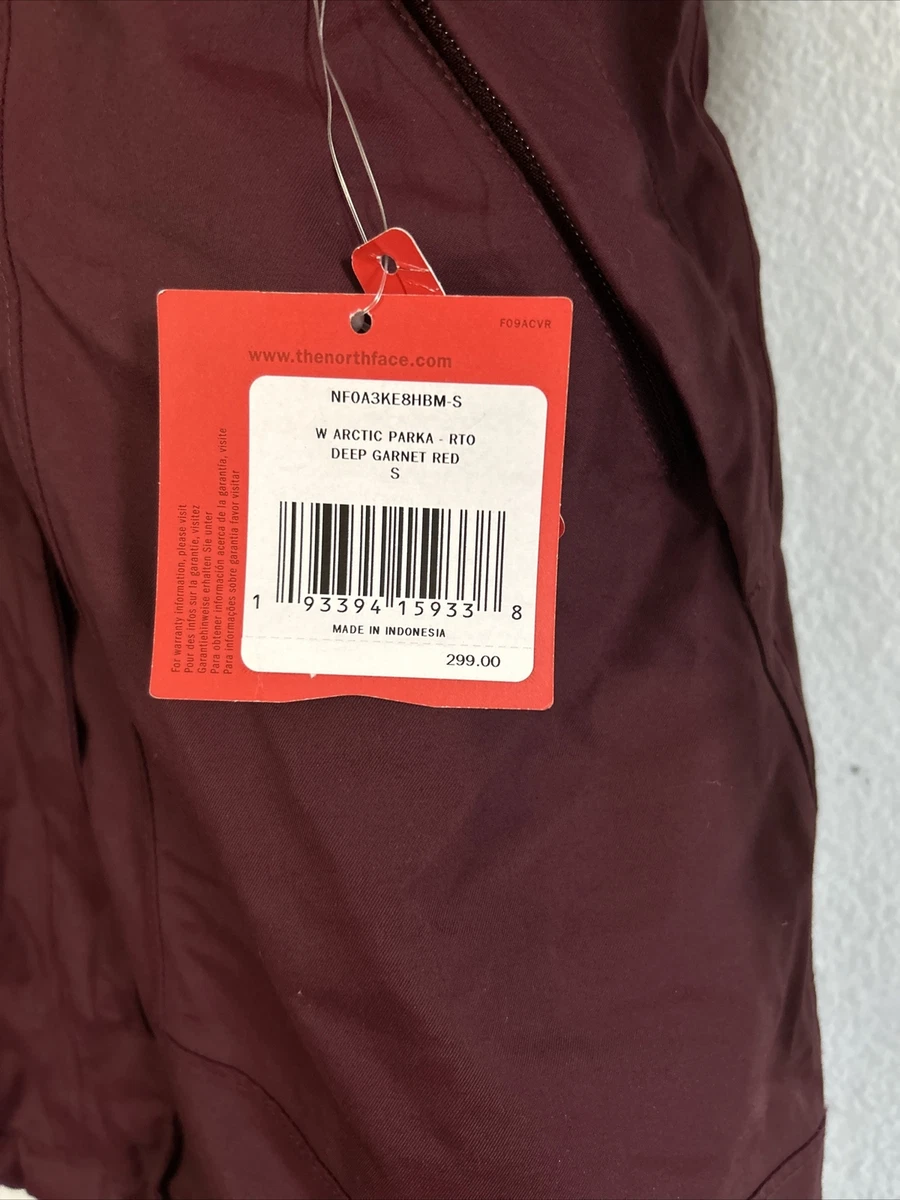 F09ACVR
www.thenorthface.com
NF0A3KE8HBM-S
W ARCTIC PARKA - RTO
DEEP GARNET RED
S
1 93394 15933 8
MADE IN INDONESIA
299.00
For warranty information, please visit
Pour des infos sur la garantie, visitez
Garantiehinweise erhalten Sie unter
Para obtener información acerca de la garantía, visite
Para informações sobre garantia favor visitar